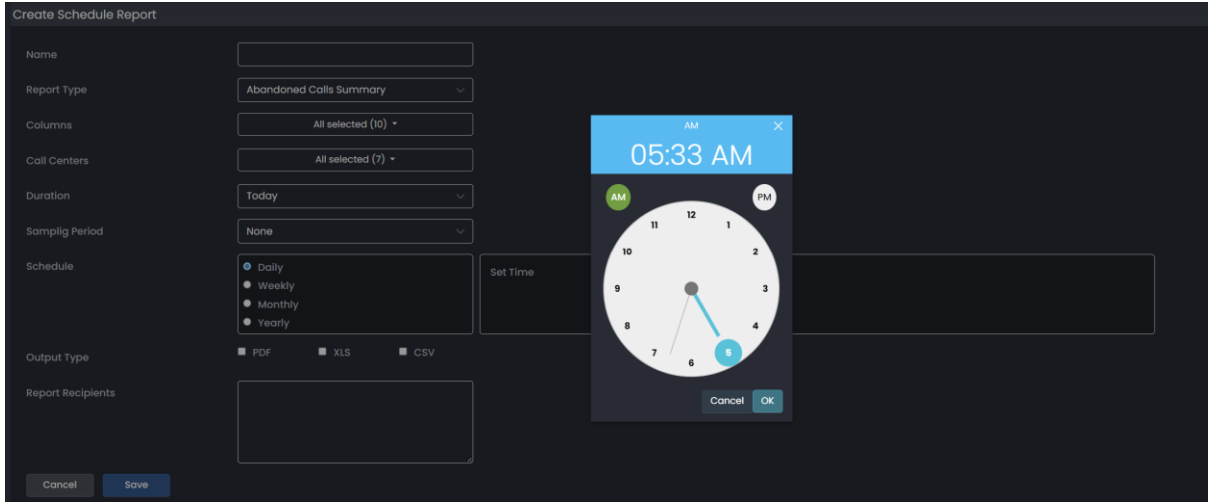 Create Schedule Report
Name
Report Type
Abandoned Calls Summary
Columns
All selected (10)
Call Centers
All selected (7)
Duration
Today
Samplig Period
None
Schedule
Daily
Weekly
Monthly
Yearly
Set Time
Output Type
PDF XLS CSV
Report Recipients
Cancel Save
AM
05:33 AM
AM PM
12
11 1
10 2
9 3
8 4
7 5
6
Cancel OK